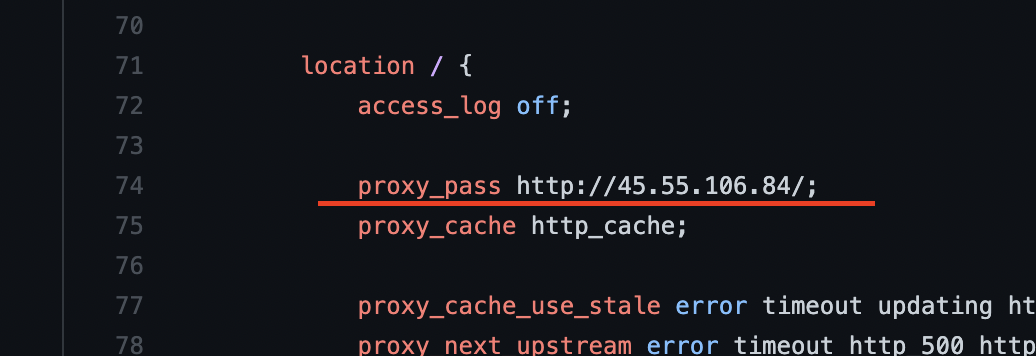 70
71 location / {
72 access_log off;
73
74 proxy_pass http://45.55.106.84/;
75 proxy_cache http_cache;
76
77 proxy_cache_use_stale error timeout updating ht
78 proxy_next_upstream error timeout http_500 http